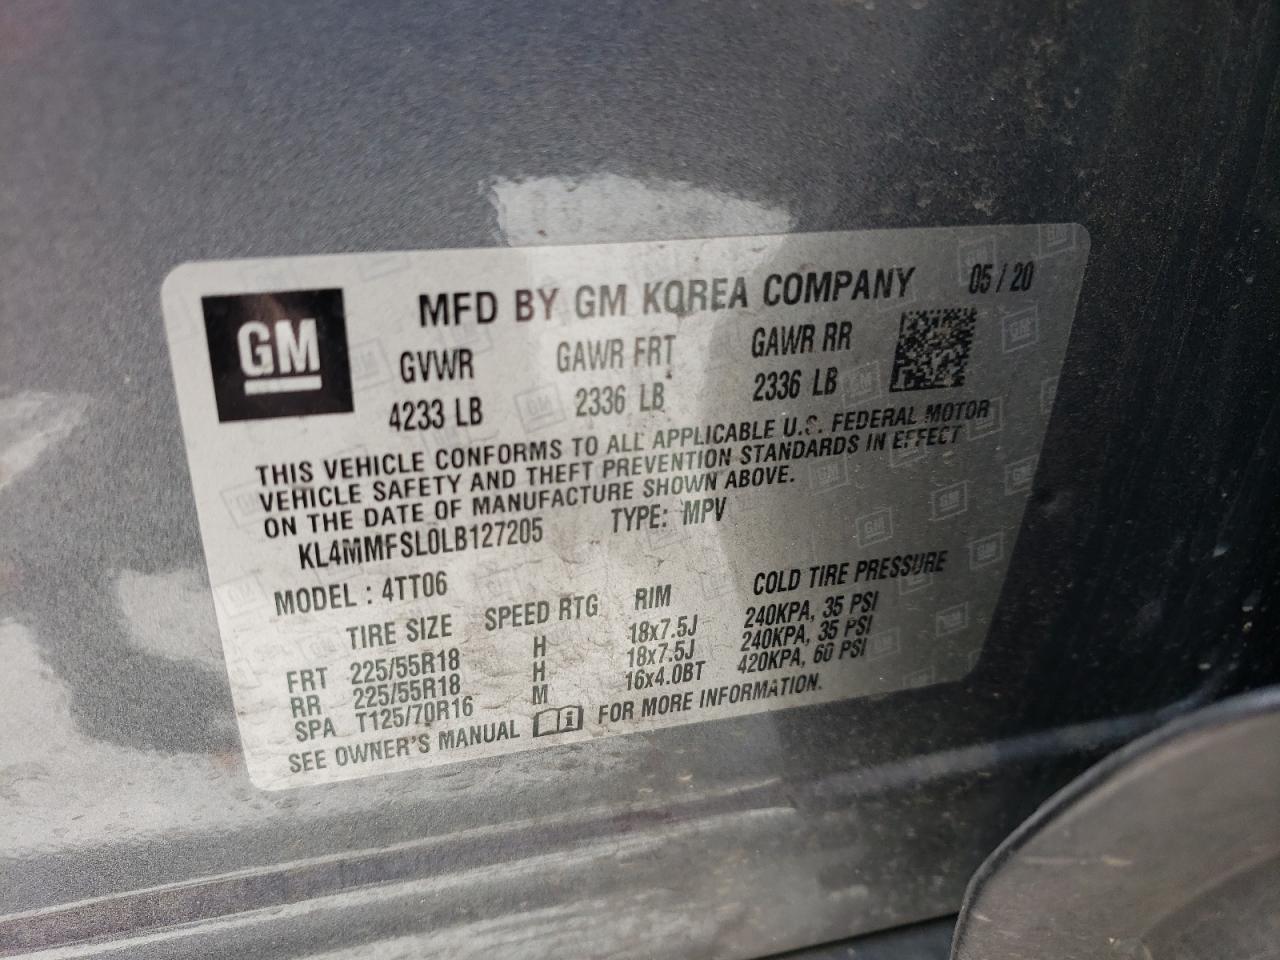 GM
MFD BY GM KOREA COMPANY 05 / 20
GVWR GAWR FRT GAWR RR
4233 LB 2336 LB 2336 LB
THIS VEHICLE CONFORMS TO ALL APPLICABLE U.S. FEDERAL MOTOR
VEHICLE SAFETY AND THEFT PREVENTION STANDARDS IN EFFECT
ON THE DATE OF MANUFACTURE SHOWN ABOVE.
KL4MMFSL0LB127205 TYPE: MPV
MODEL : 4TT06
TIRE SIZE SPEED RTG RIM COLD TIRE PRESSURE
FRT 225/55R18 H 18x7.5J 240KPA, 35 PSI
RR 225/55R18 H 18x7.5J 240KPA, 35 PSI
SPA T125/70R16 M 16x4.0BT 420KPA, 60 PSI
SEE OWNER'S MANUAL FOR MORE INFORMATION.